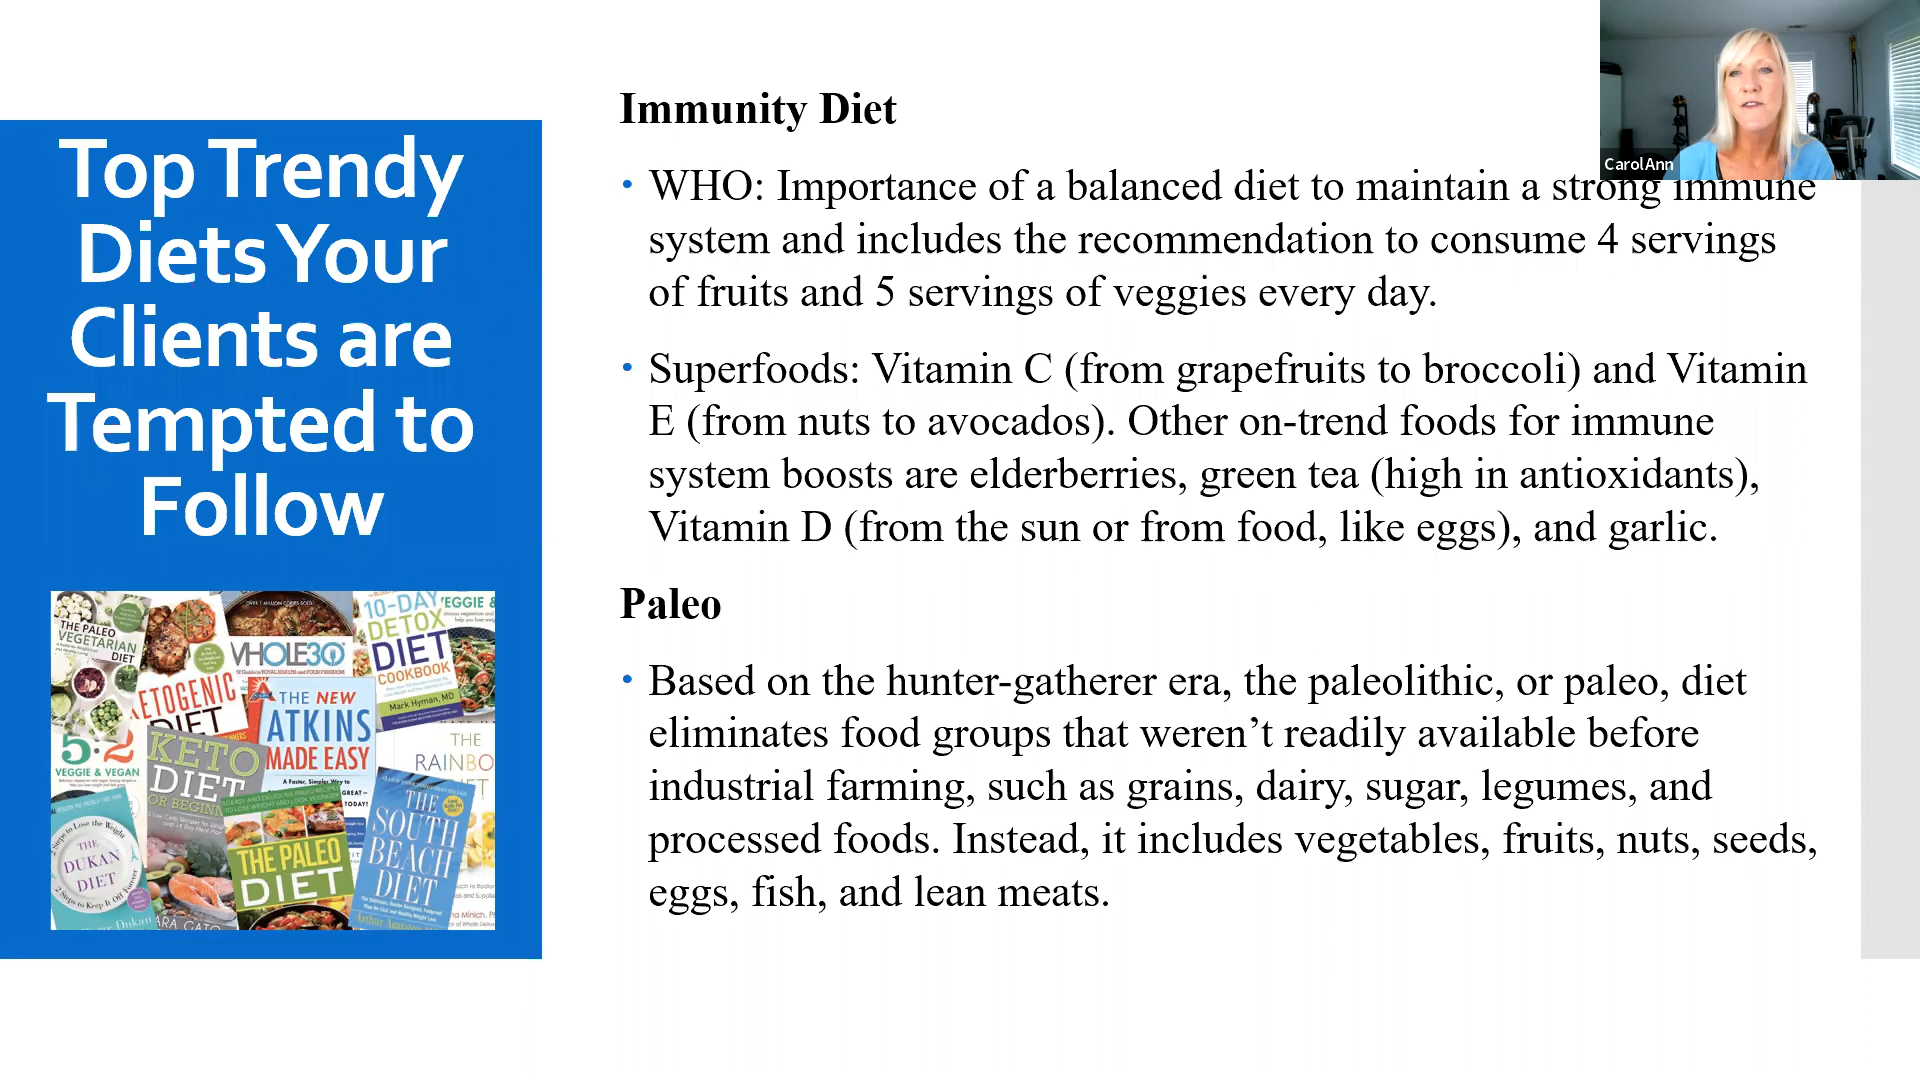 Top Trendy
Diets Your
Clients are
Tempted to
Follow
Immunity Diet
• WHO: Importance of a balanced diet to maintain a strong immune
system and includes the recommendation to consume 4 servings
of fruits and 5 servings of veggies every day.
• Superfoods: Vitamin C (from grapefruits to broccoli) and Vitamin
E (from nuts to avocados). Other on-trend foods for immune
system boosts are elderberries, green tea (high in antioxidants),
Vitamin D (from the sun or from food, like eggs), and garlic.
Paleo
• Based on the hunter-gatherer era, the paleolithic, or paleo, diet
eliminates food groups that weren’t readily available before
industrial farming, such as grains, dairy, sugar, legumes, and
processed foods. Instead, it includes vegetables, fruits, nuts, seeds,
eggs, fish, and lean meats.
CarolAnn
THE PALEO
VEGETARIAN
DIET
WHOLE30
10-DAY
DETOX
DIET
COOKBOOK
Mark Hyman, MD
KETOGENIC
DIET
THE NEW
ATKINS
MADE EASY
A Faster, Simpler Way to
TODAY!
THE
RAINBO
5:2
VEGGIE & VEGAN
KETO
DIET
THE
DUKAN
DIET
THE PALEO
DIET
THE
SOUTH
BEACH
DIET